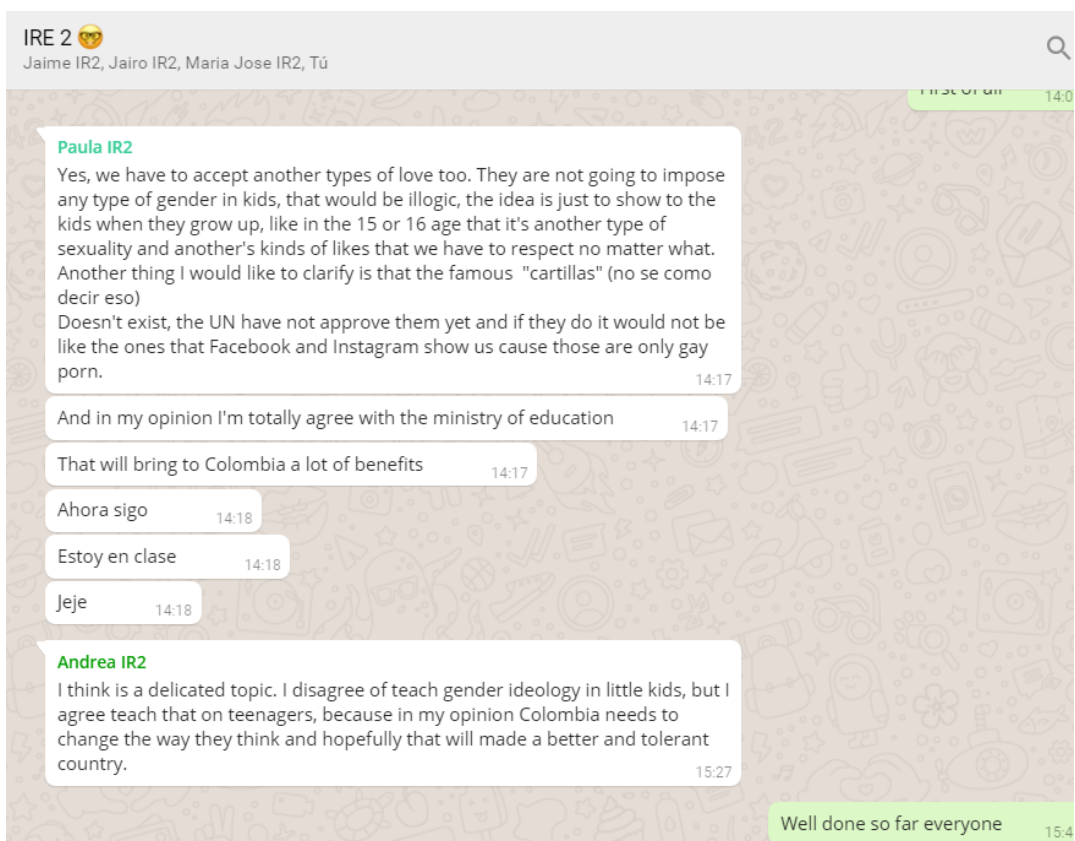 IRE 2
Jaime IR2, Jairo IR2, Maria Jose IR2, Tú
First of all
14:0
Paula IR2
Yes, we have to accept another types of love too. They are not going to impose
any type of gender in kids, that would be illogic, the idea is just to show to the
kids when they grow up, like in the 15 or 16 age that it's another type of
sexuality and another's kinds of likes that we have to respect no matter what.
Another thing I would like to clarify is that the famous "cartillas" (no se como
decir eso)
Doesn't exist, the UN have not approve them yet and if they do it would not be
like the ones that Facebook and Instagram show us cause those are only gay
porn.
14:17
And in my opinion I'm totally agree with the ministry of education
14:17
That will bring to Colombia a lot of benefits
14:17
Ahora sigo
14:18
Estoy en clase
14:18
Jeje
14:18
Andrea IR2
I think is a delicated topic. I disagree of teach gender ideology in little kids, but I
agree teach that on teenagers, because in my opinion Colombia needs to
change the way they think and hopefully that will made a better and tolerant
country.
15:27
Well done so far everyone
15:4